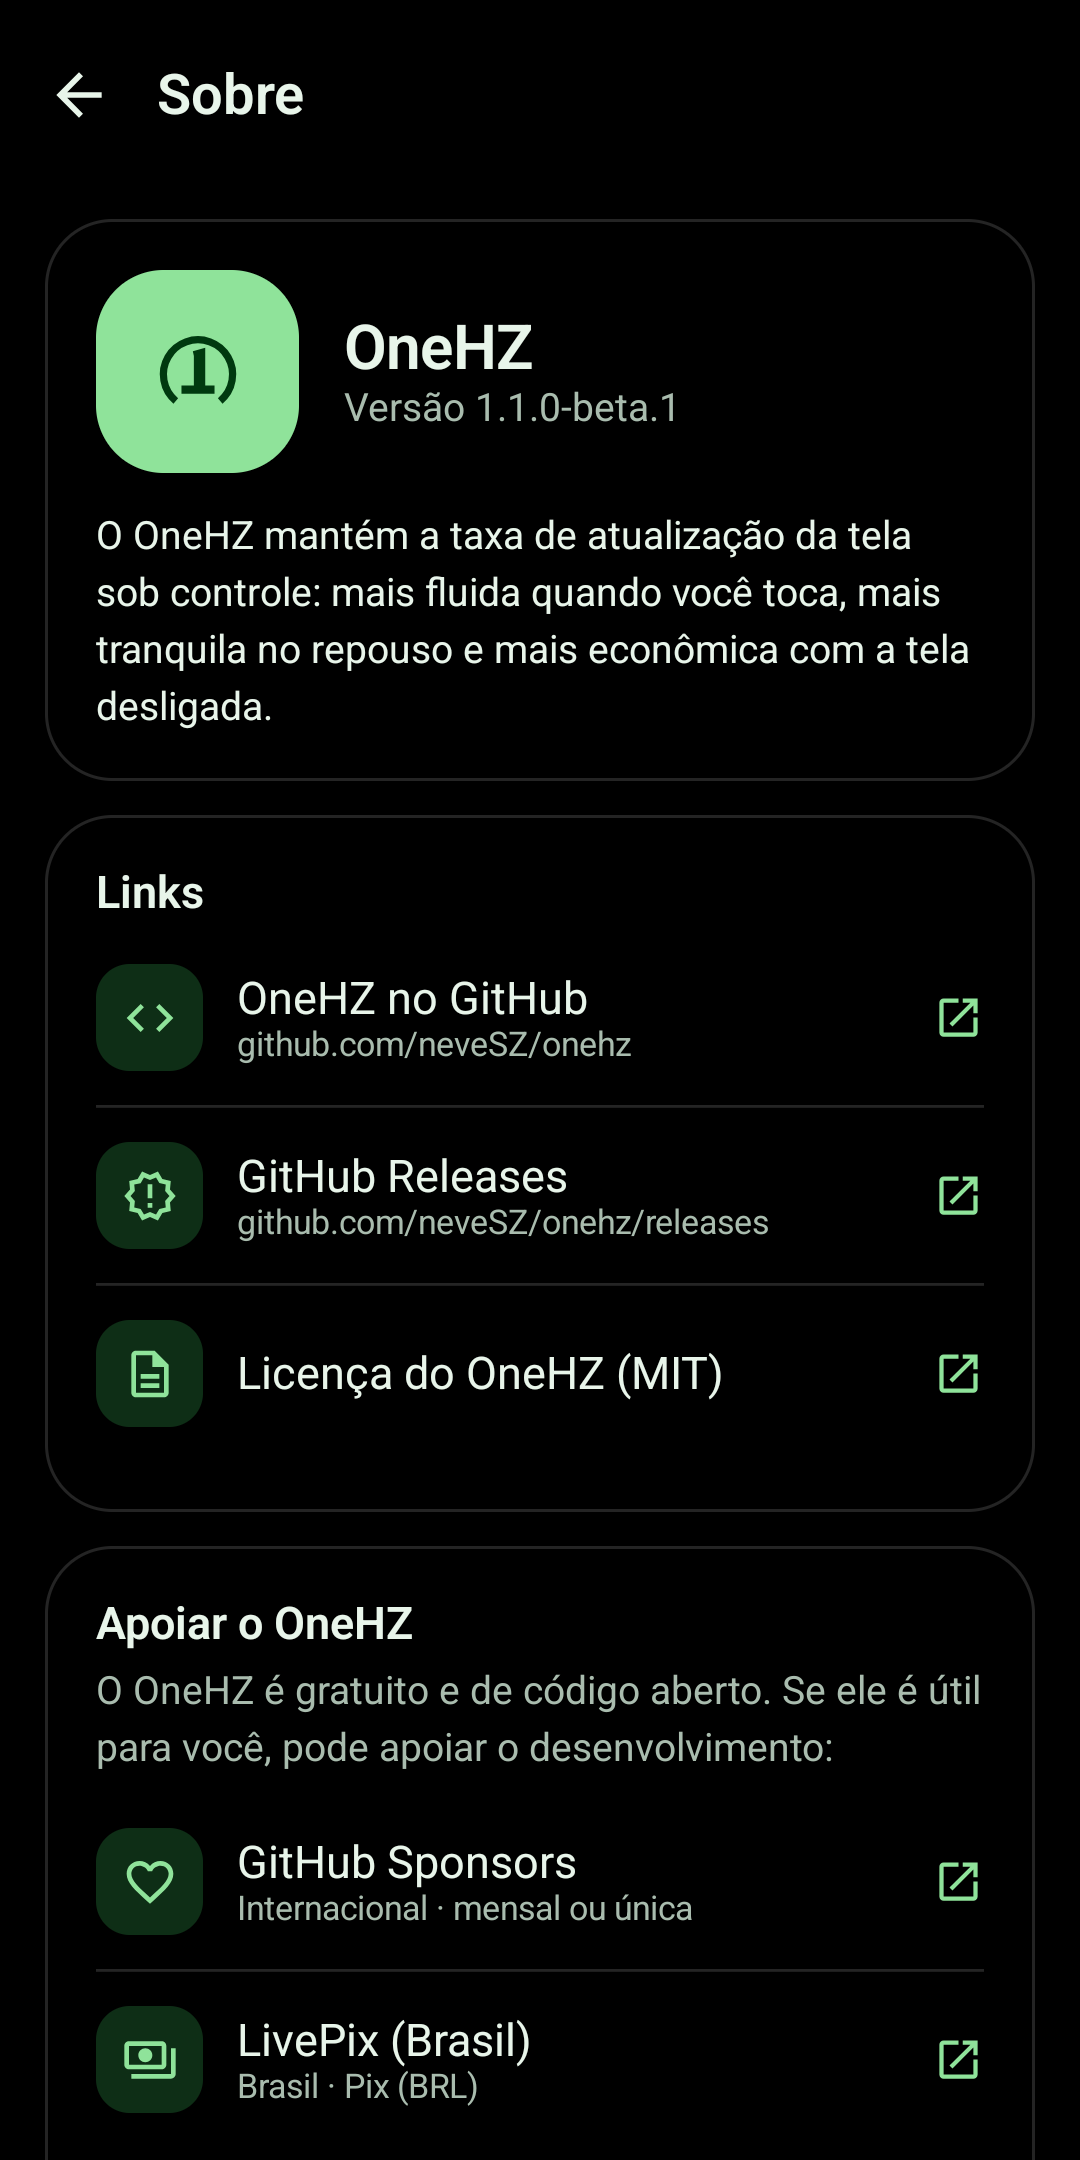 Sobre
OneHZ
Versão 1.1.0-beta.1
O OneHZ mantém a taxa de atualização da tela
sob controle: mais fluida quando você toca, mais
tranquila no repouso e mais econômica com a tela
desligada.
Links
OneHZ no GitHub
github.com/neveSZ/onehz
GitHub Releases
github.com/neveSZ/onehz/releases
Licença do OneHZ (MIT)
Apoiar o OneHZ
O OneHZ é gratuito e de código aberto. Se ele é útil
para você, pode apoiar o desenvolvimento:
GitHub Sponsors
Internacional · mensal ou única
LivePix (Brasil)
Brasil · Pix (BRL)